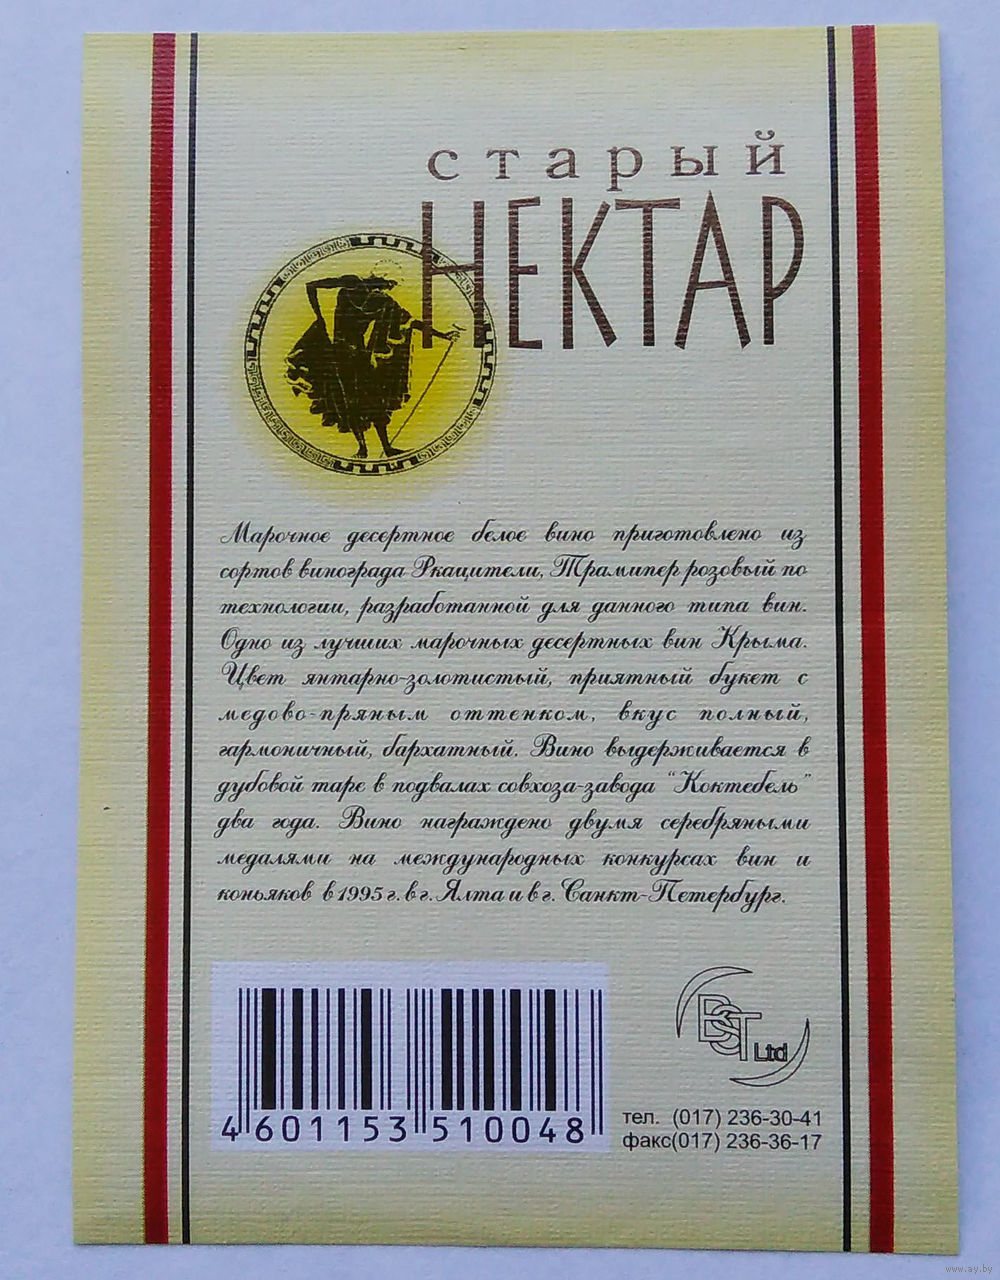 старый
НЕКТАР
Марочное десертное белое вино приготовлено из
сортов винограда Ркацители, Трамипер розовый по
технологии, разработанной для данного типа вин.
Одно из лучших марочных десертных вин Крыма.
Цвет янтарно-золотистый, приятный букет с
медово-пряным оттенком, вкус полный,
гармоничный, бархатный. Вино выдерживается в
дубовой таре в подвалах совхоза-завода "Коктебель"
два года. Вино награждено двумя серебряными
медалями на международных конкурсах вин и
коньяков в 1995 г. в г. Ялта и в г. Санкт-Петербург.
BST Ltd
4 601153 510048
тел. (017) 236-30-41
факс(017) 236-36-17
www.ay.by